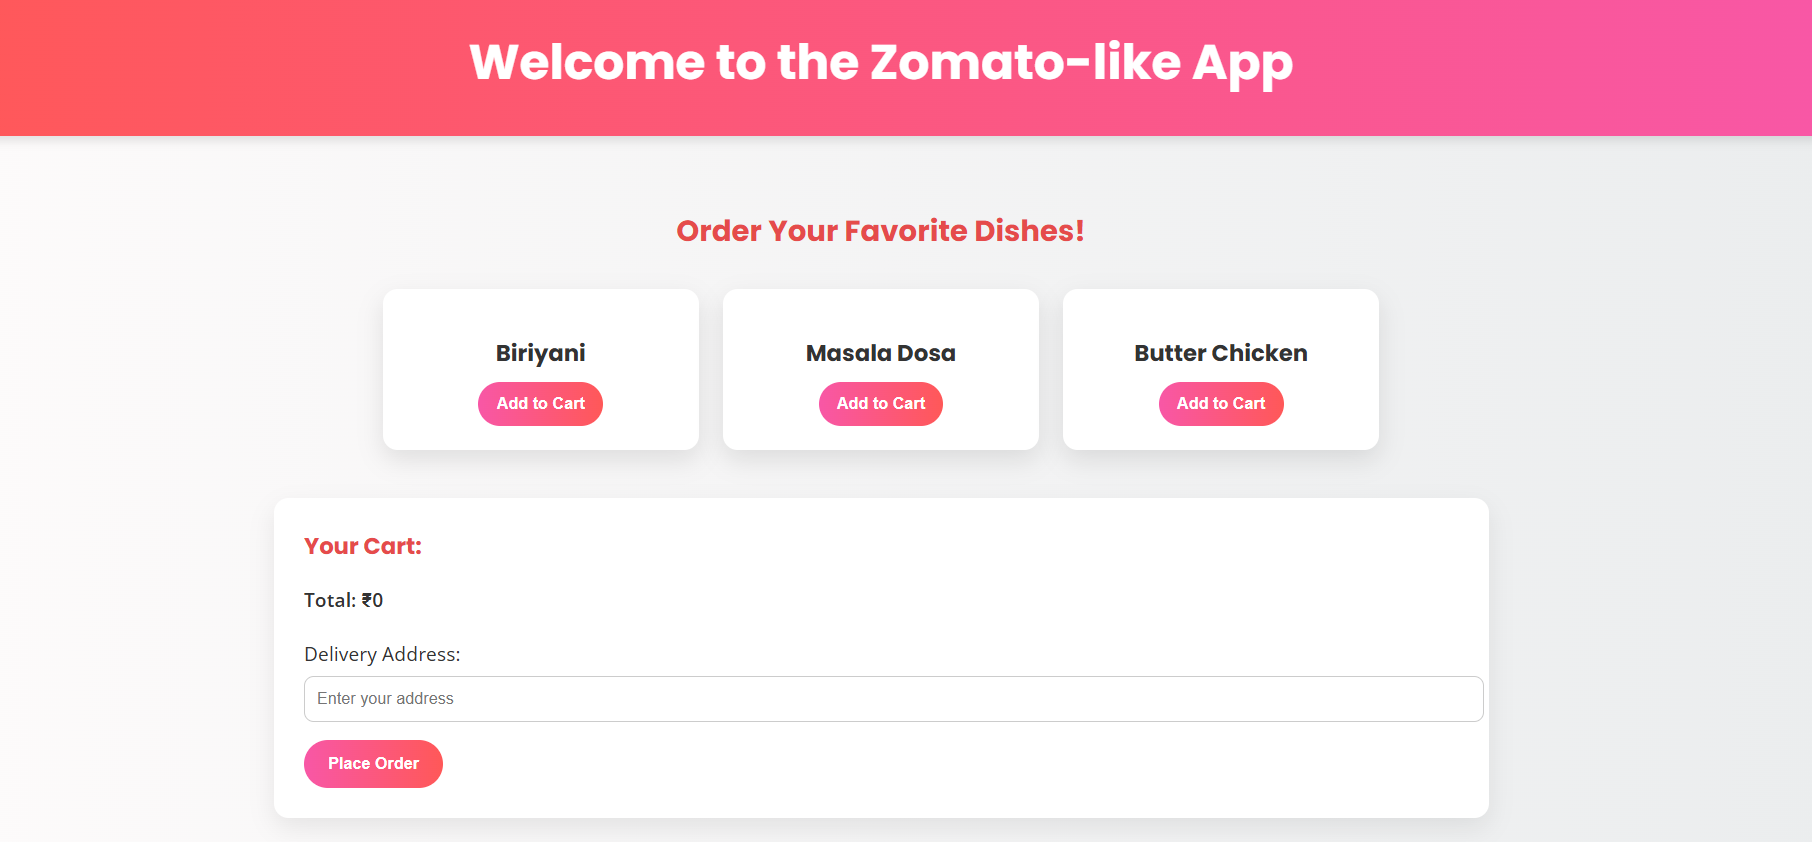 Welcome to the Zomato-like App
Order Your Favorite Dishes!
Biriyani
Add to Cart
Masala Dosa
Add to Cart
Butter Chicken
Add to Cart
Your Cart:
Total: ₹0
Delivery Address:
Enter your address
Place Order